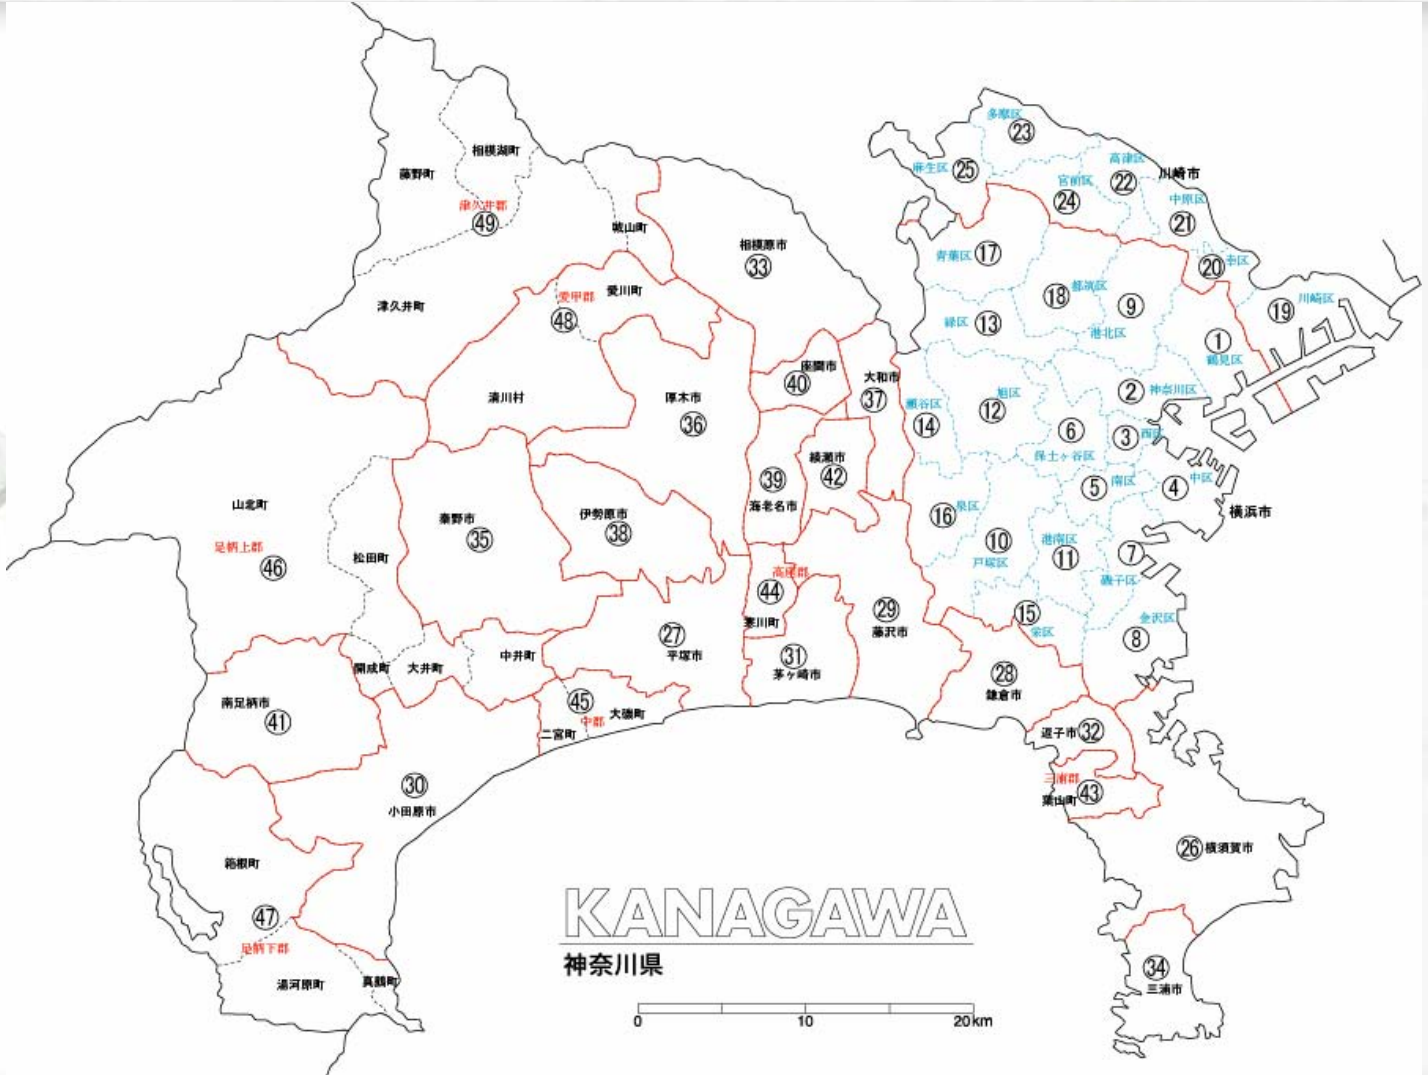 多摩区
㉓
高津区
川崎市
相模湖町
麻生区
㉕
宮前区
㉒
藤野町
㉔
中原区
津久井郡
㉑
㊾
城山町
相模原市
㉝
青葉区
⑰
⑳
幸区
愛甲郡
愛川町
都筑区
⑱
⑨
川崎区
⑲
津久井町
㊽
緑区
⑬
港北区
①
鶴見区
座間市
㊵
大和市
㊲
清川村
厚木市
㊱
瀬谷区
⑭
旭区
⑫
②
神奈川区
⑥
③
西区
保土ヶ谷区
綾瀬市
㊷
㊴
海老名市
⑤
南区
④
中区
横浜市
山北町
秦野市
㉟
伊勢原市
㊳
⑯
泉区
足柄上郡
㊻
松田町
⑩
戸塚区
港南区
⑪
⑦
磯子区
高座郡
㊹
寒川町
㉙
藤沢市
⑮
栄区
金沢区
⑧
㉗
平塚市
㉛
茅ヶ崎市
開成町
大井町
中井町
㉘
鎌倉市
南足柄市
㊶
㊺
中郡
大磯町
二宮町
逗子市
㉜
三浦郡
㊸
葉山町
㉚
小田原市
㉖
横須賀市
箱根町
㊼
足柄下郡
湯河原町
真鶴町
㉞
三浦市
KANAGAWA
神奈川県
0 10 20km